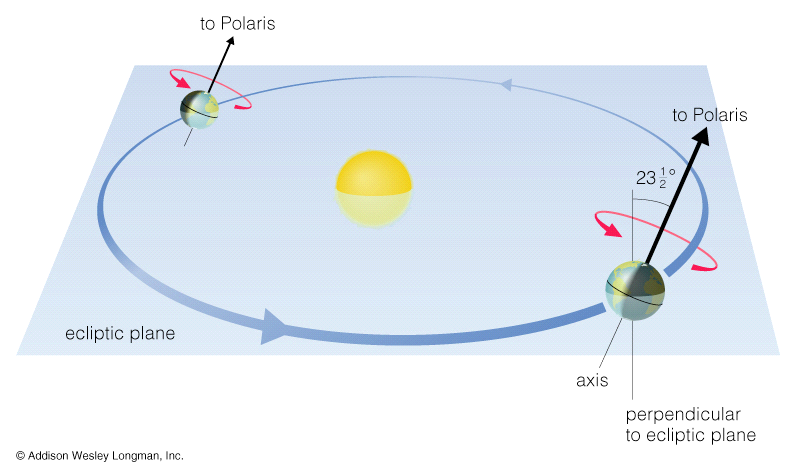 to Polaris
to Polaris
23 1/2°
ecliptic plane
axis
perpendicular
to ecliptic plane
© Addison Wesley Longman, Inc.